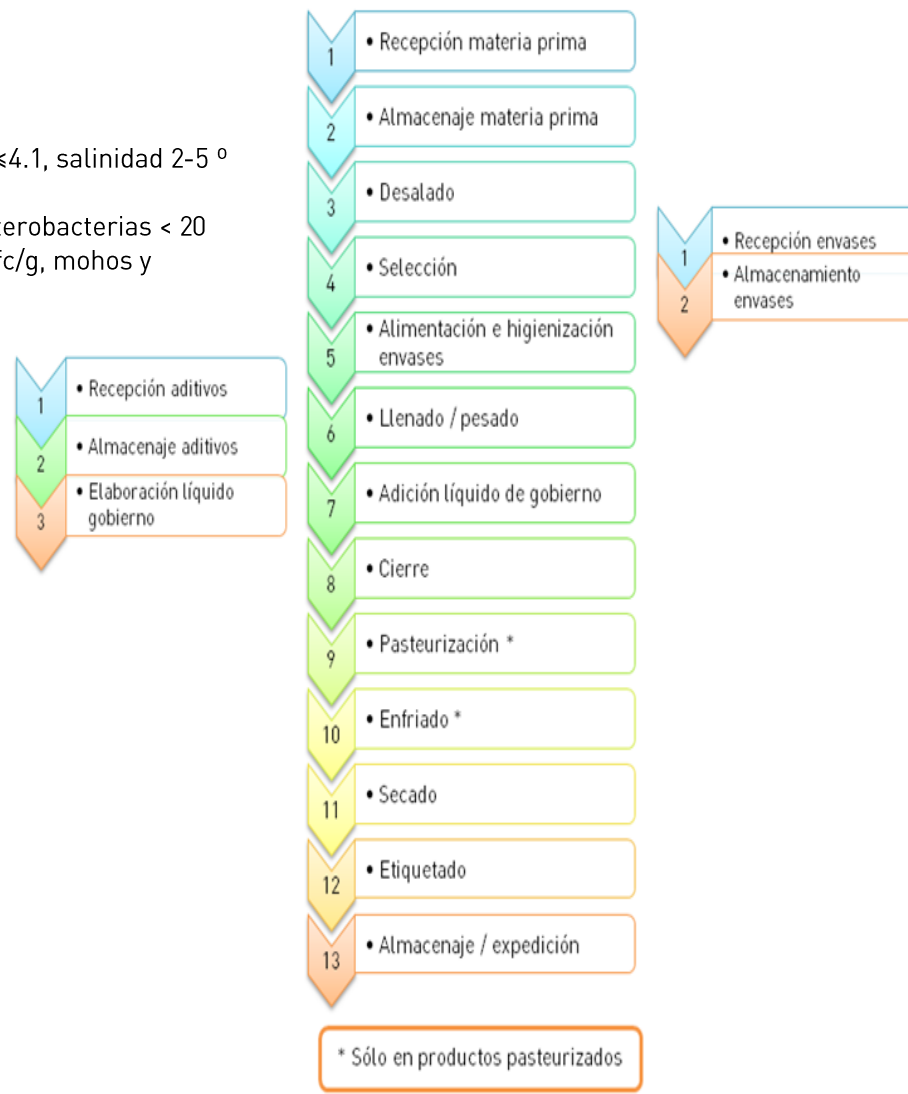 ≤4.1, salinidad 2-5 º
< 20
mohos y
1
• Recepción aditivos
2
• Almacenaje aditivos
3
• Elaboración líquido
gobierno
1
• Recepción materia prima
2
• Almacenaje materia prima
3
• Desalado
4
• Selección
5
• Alimentación e higienización
envases
6
• Llenado / pesado
7
• Adición líquido de gobierno
8
• Cierre
9
• Pasteurización *
10
• Enfriado *
11
• Secado
12
• Etiquetado
13
• Almacenaje / expedición
* Sólo en productos pasteurizados
1
• Recepción envases
2
• Almacenamiento
envases